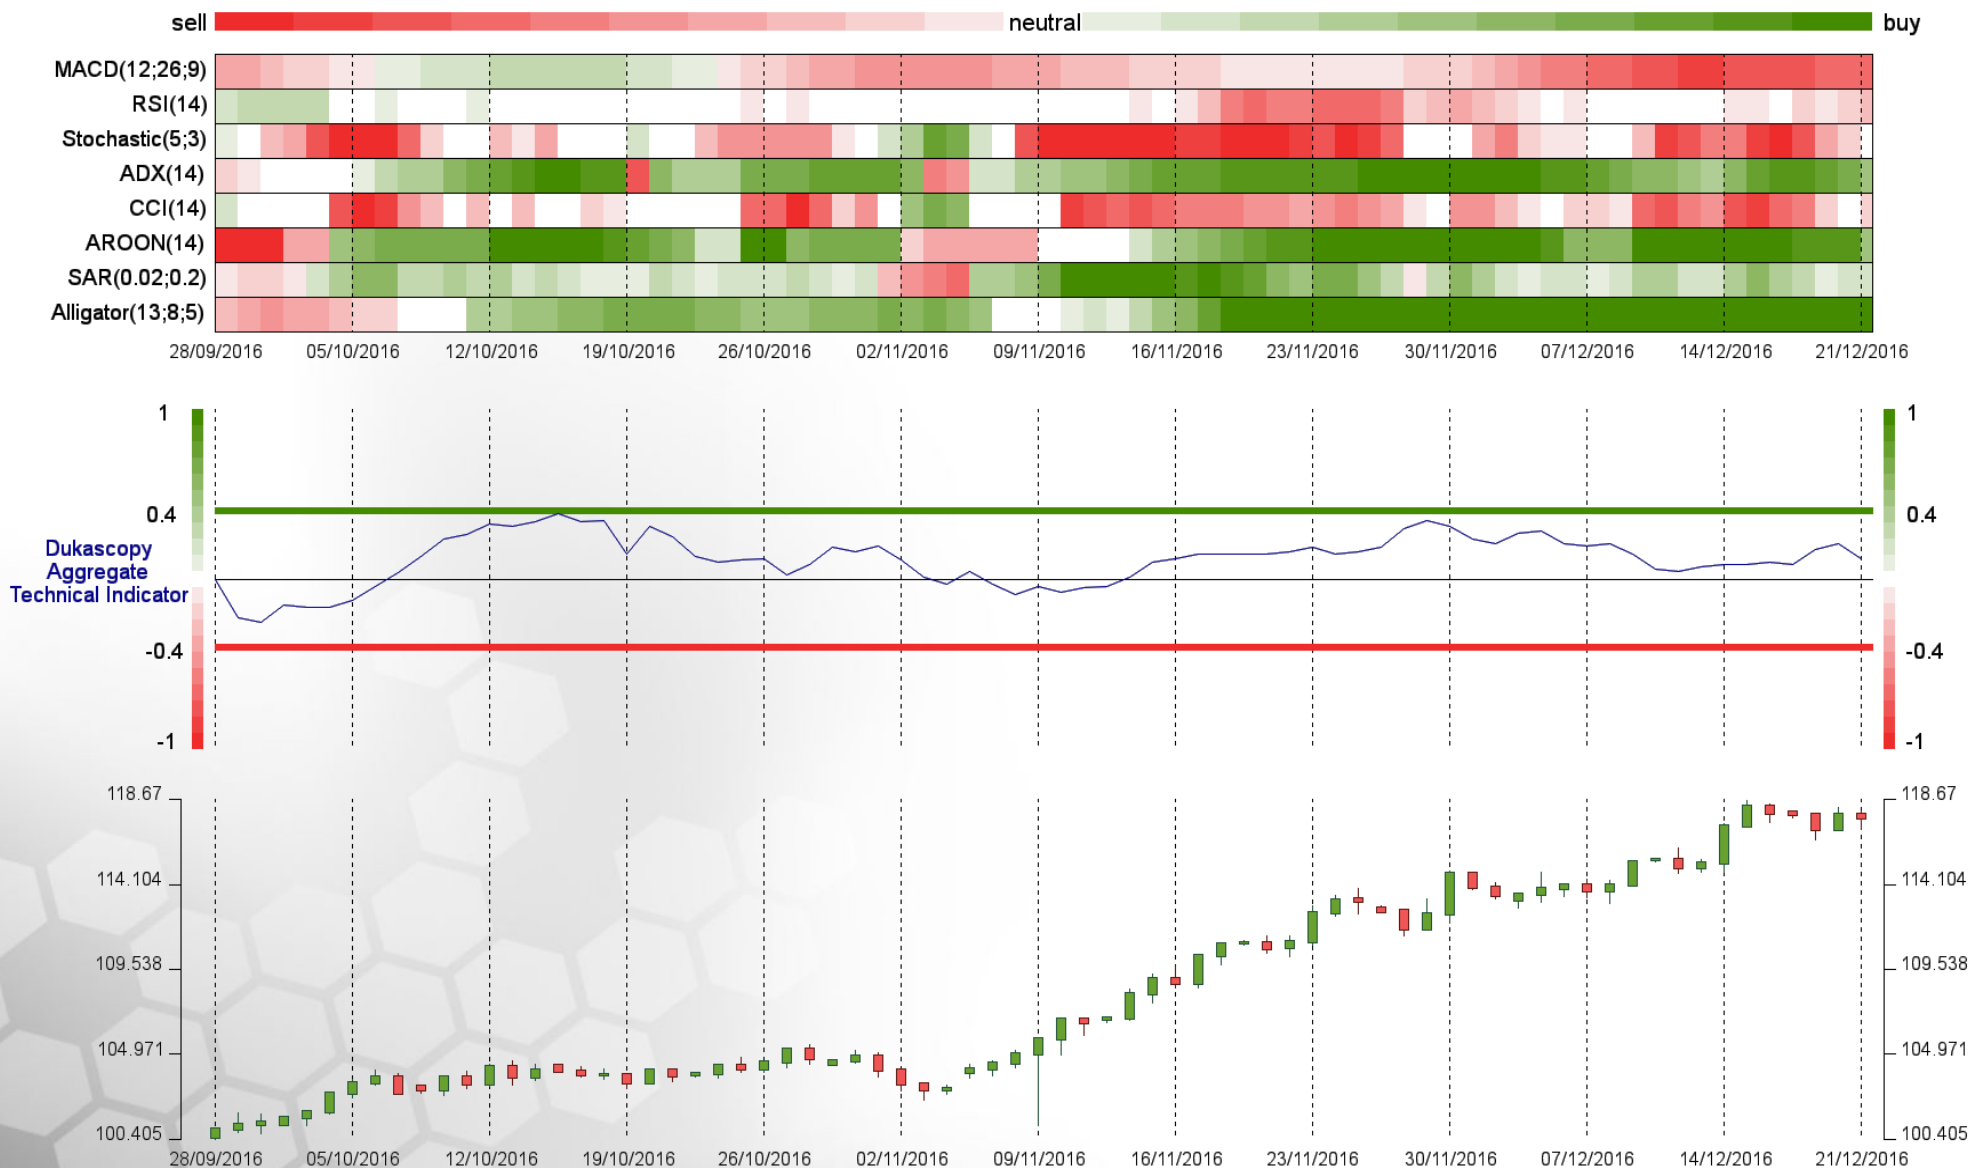 sell neutral buy
MACD(12;26;9)
RSI(14)
Stochastic(5;3)
ADX(14)
CCI(14)
AROON(14)
SAR(0.02;0.2)
Alligator(13;8;5)
28/09/2016 05/10/2016 12/10/2016 19/10/2016 26/10/2016 02/11/2016 09/11/2016 16/11/2016 23/11/2016 30/11/2016 07/12/2016 14/12/2016 21/12/2016
1 1
0.4 0.4
Dukascopy
Aggregate
Technical Indicator
-0.4 -0.4
-1 -1
118.67 118.67
114.104 114.104
109.538 109.538
104.971 104.971
100.405 100.405
28/09/2016 05/10/2016 12/10/2016 19/10/2016 26/10/2016 02/11/2016 09/11/2016 16/11/2016 23/11/2016 30/11/2016 07/12/2016 14/12/2016 21/12/2016